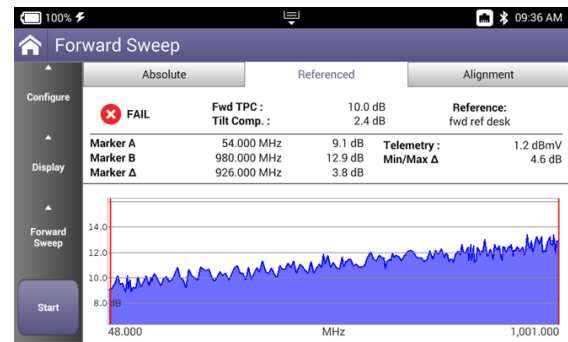 100% 09:36 AM
Forward Sweep
Configure
Display
Forward
Sweep
Start
Absolute Referenced Alignment
FAIL
Fwd TPC : 10.0 dB
Tilt Comp. : 2.4 dB
Reference:
fwd ref desk
Marker A 54.000 MHz 9.1 dB
Marker B 980.000 MHz 12.9 dB
Marker Δ 926.000 MHz 3.8 dB
Telemetry : 1.2 dBmV
Min/Max Δ 4.6 dB
14.0
12.0
10.0
8.0 dB
48.000 MHz 1,001.000